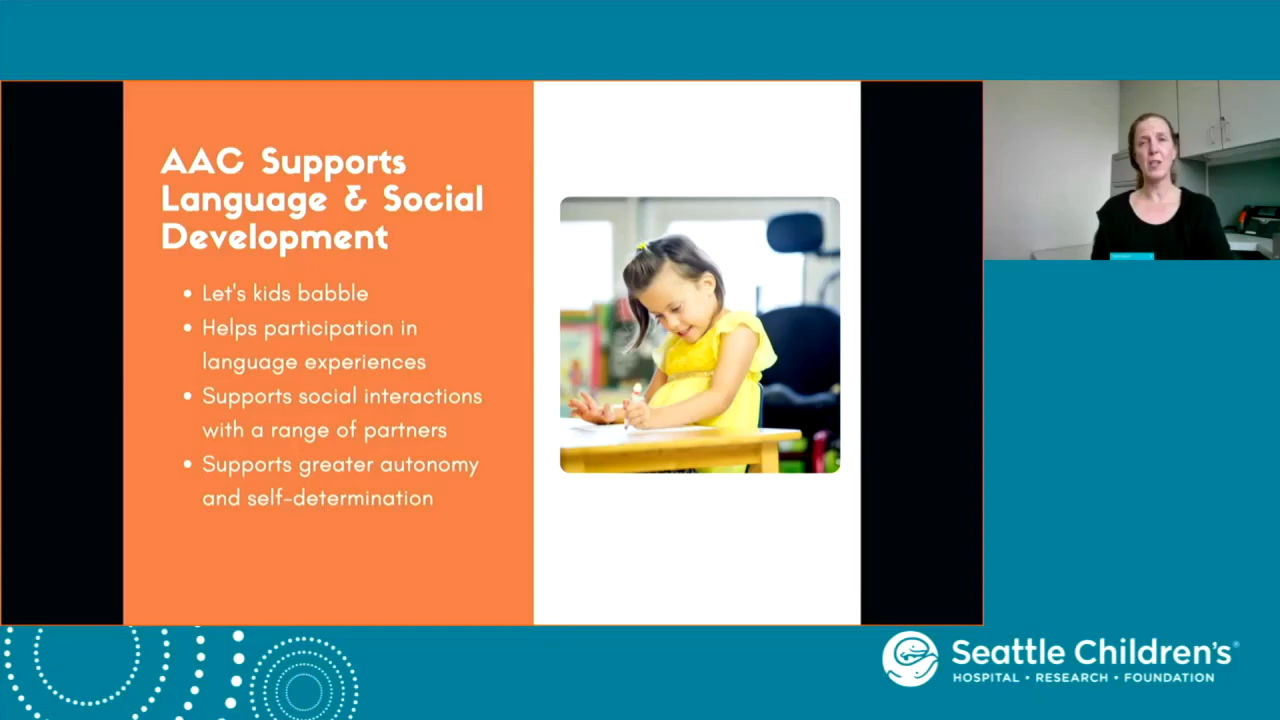 AAC Supports
Language & Social
Development
• Let's kids babble
• Helps participation in
language experiences
• Supports social interactions
with a range of partners
• Supports greater autonomy
and self-determination
Seattle Children's®
HOSPITAL • RESEARCH • FOUNDATION